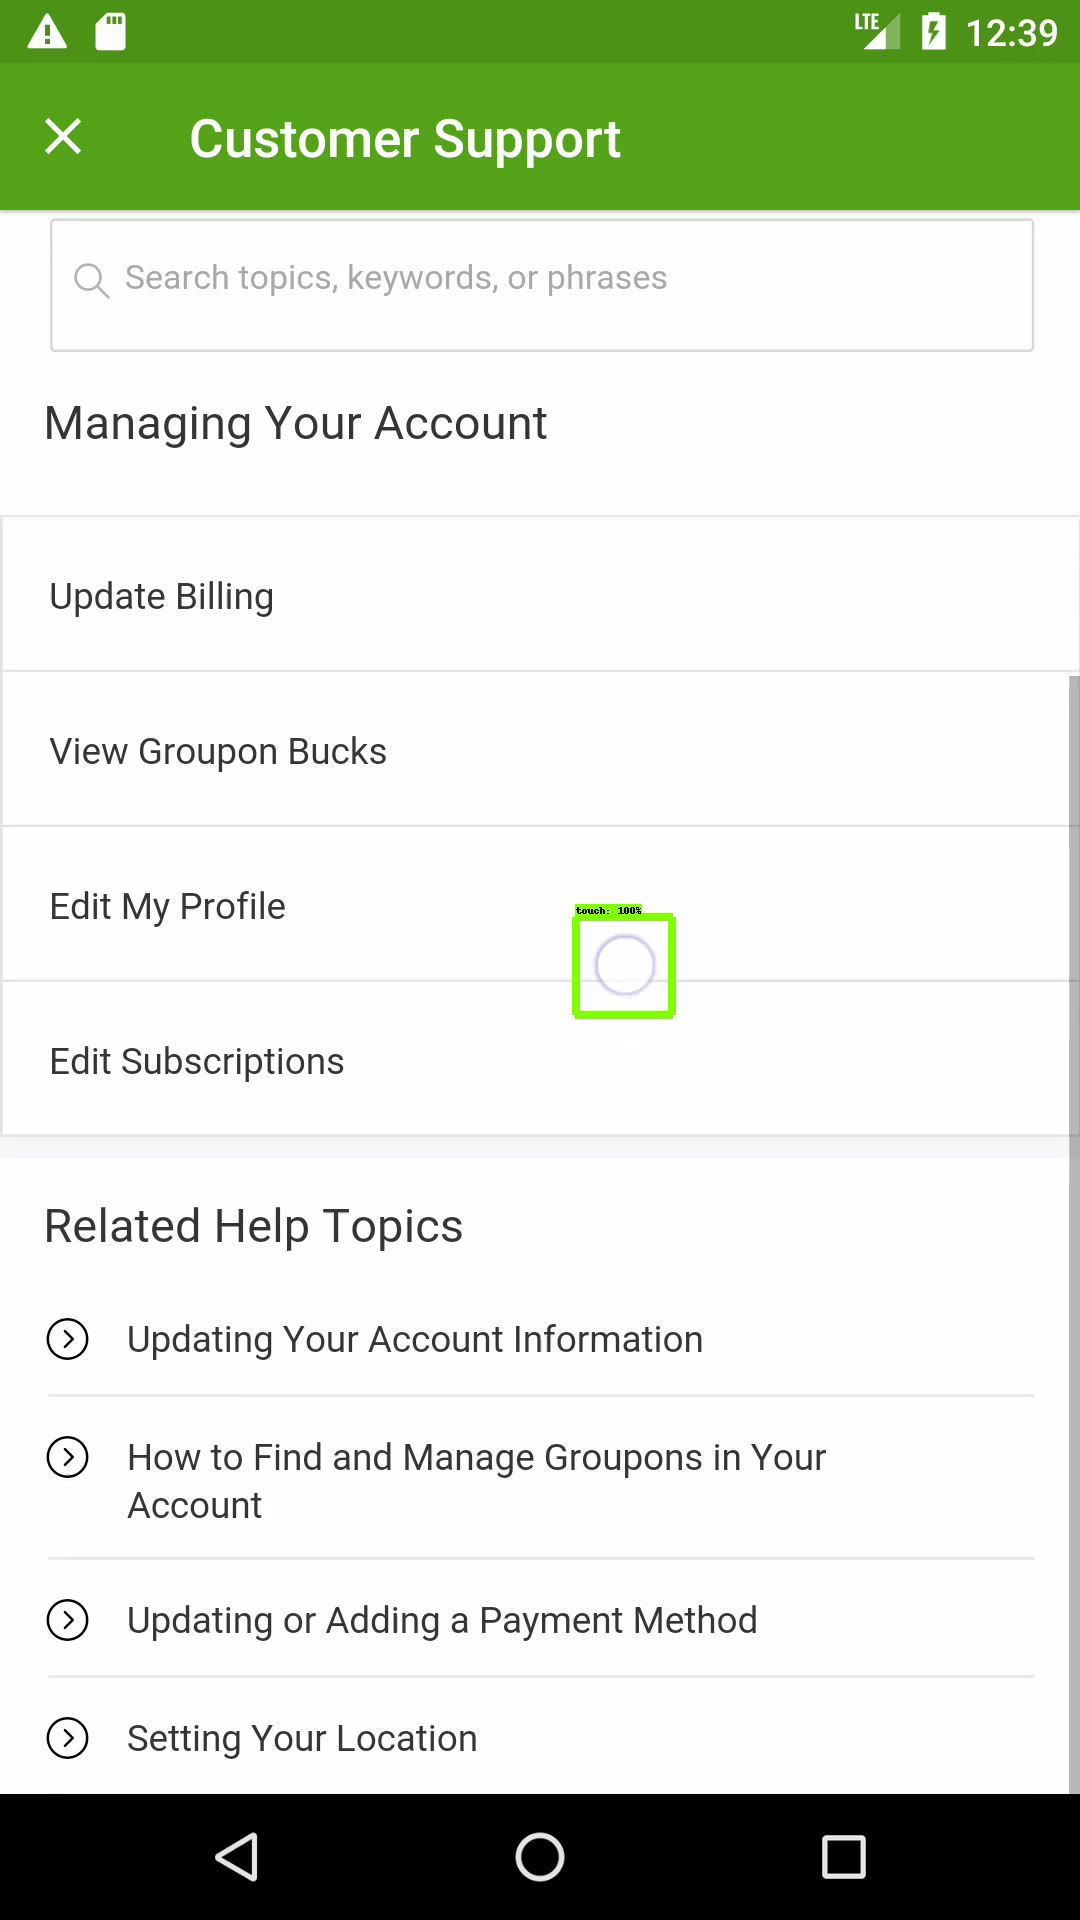 LTE 12:39
Customer Support
Search topics, keywords, or phrases
Managing Your Account
Update Billing
View Groupon Bucks
Edit My Profile
touch: 100%
Edit Subscriptions
Related Help Topics
Updating Your Account Information
How to Find and Manage Groupons in Your
Account
Updating or Adding a Payment Method
Setting Your Location